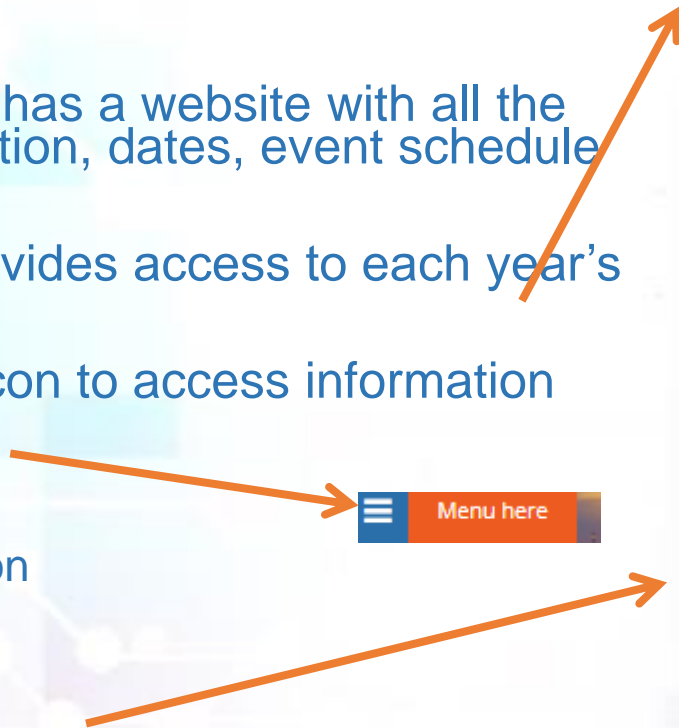 has a website with all the
tion, dates, event schedule
vides access to each year's
con to access information
Menu here
on